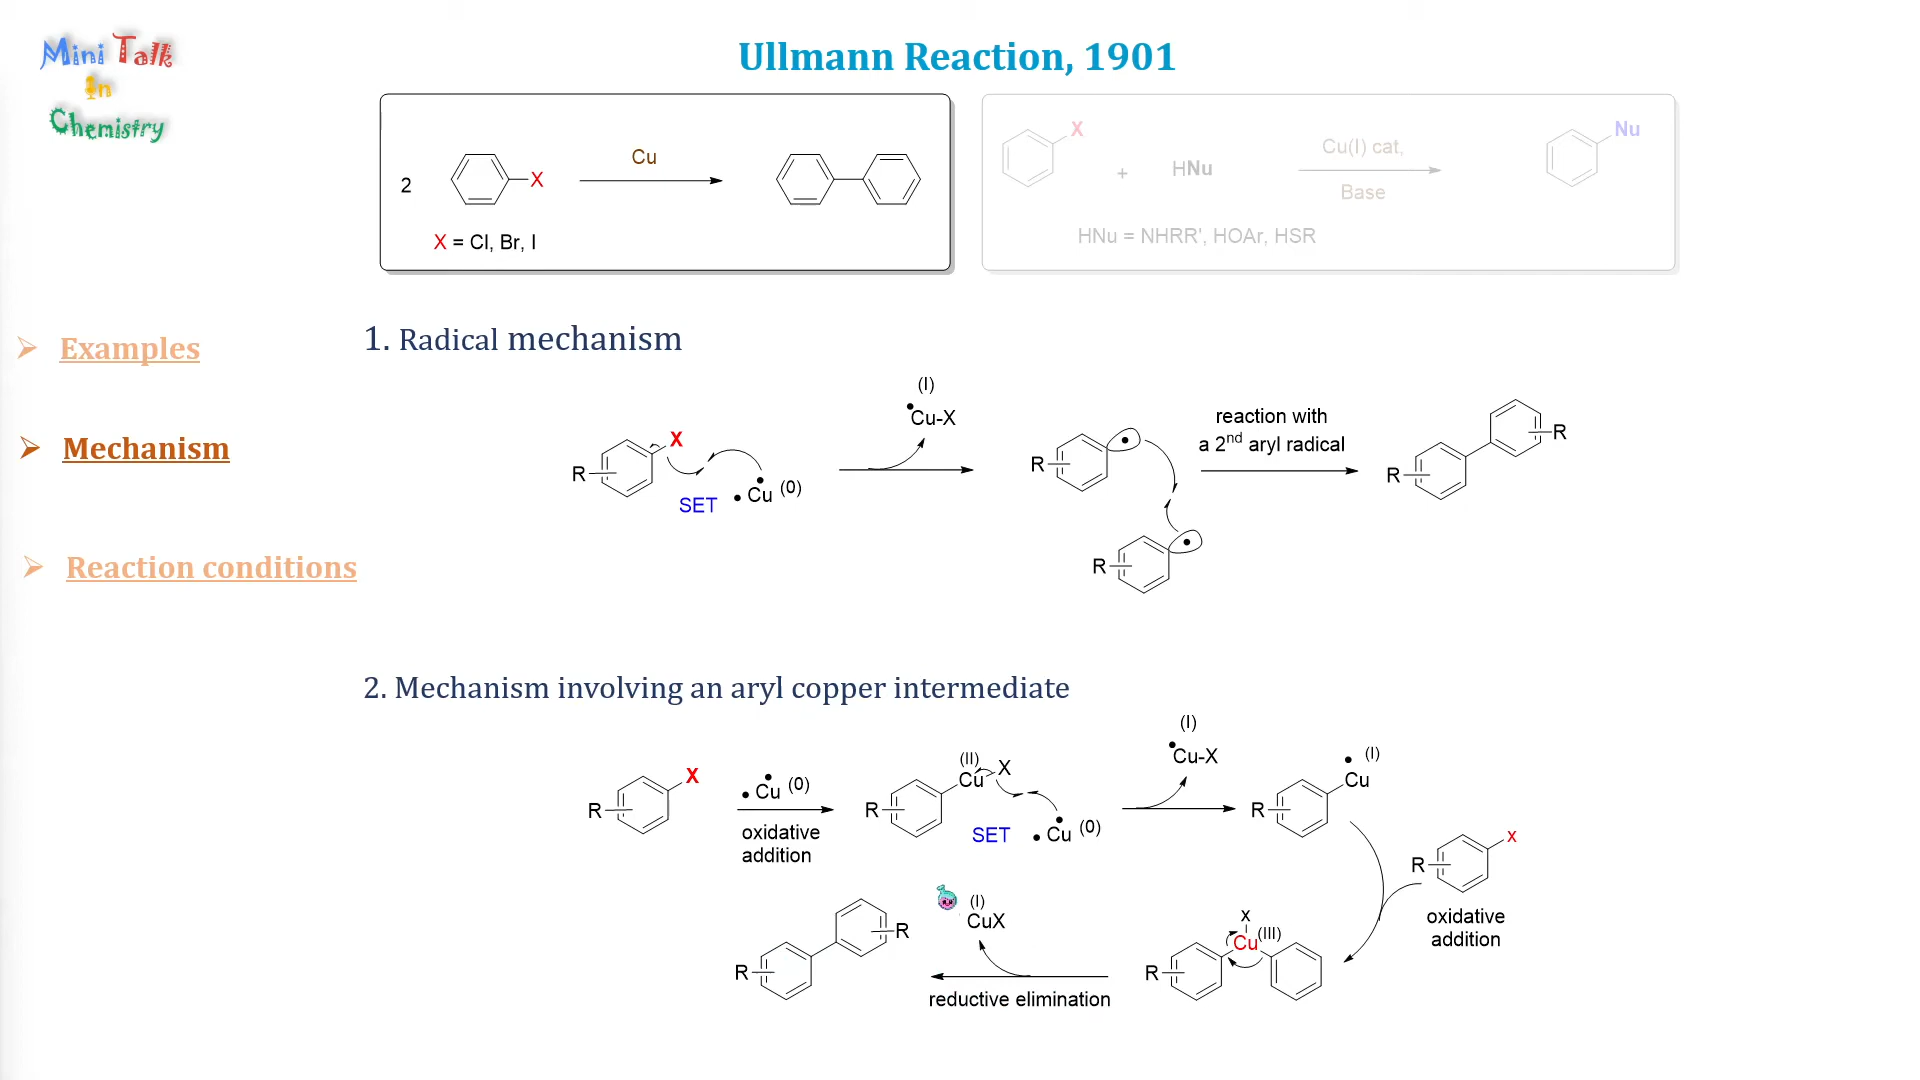 Mini Talk
in
Chemistry
Ullmann Reaction, 1901
2
X
Cu
X = Cl, Br, I
X
+
HNu
Cu(I) cat,
Base
Nu
HNu = NHRR', HOAr, HSR
Examples
Mechanism
Reaction conditions
1. Radical mechanism
R
X
SET
Cu (0)
(I)
Cu-X
R
R
reaction with
a 2nd aryl radical
R
R
2. Mechanism involving an aryl copper intermediate
R
X
Cu (0)
oxidative
addition
R
(II)
Cu
X
SET
Cu (0)
(I)
Cu-X
R
Cu
(I)
R
X
oxidative
addition
R
X
Cu
(III)
reductive elimination
(I)
CuX
R
R